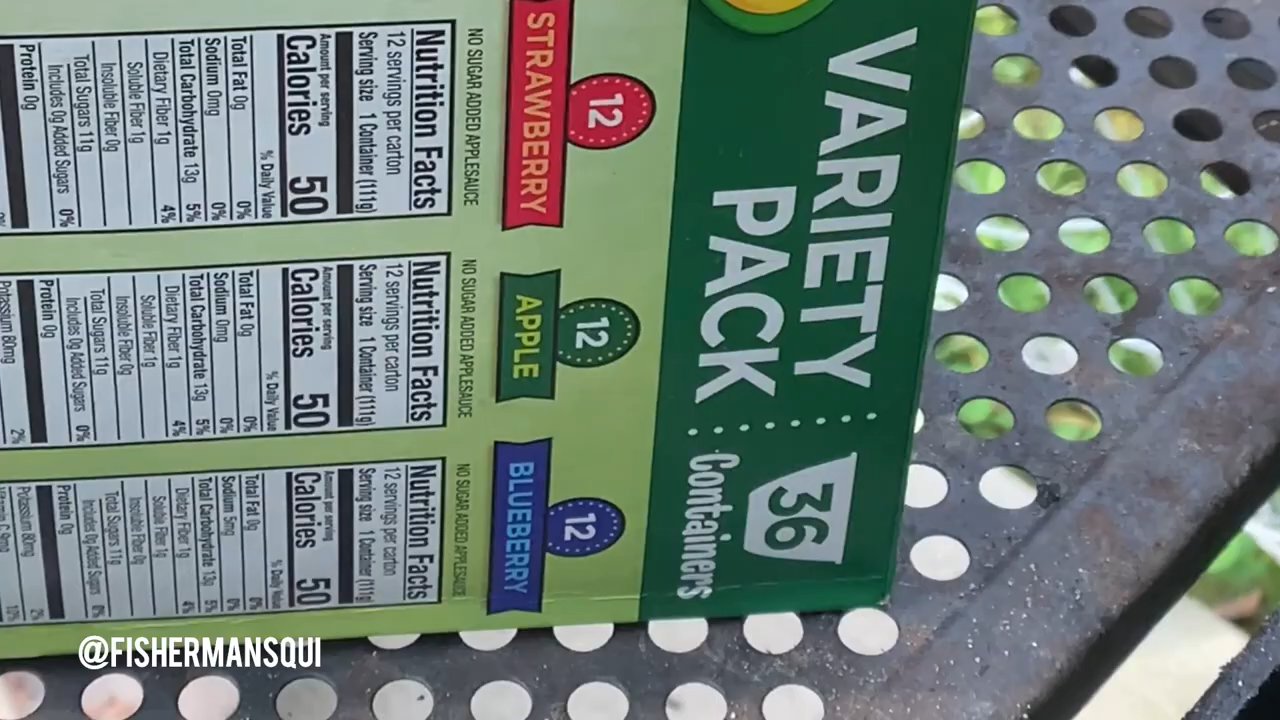 VARIETY
PACK
36
Containers
12
STRAWBERRY
NO SUGAR ADDED APPLESAUCE
Nutrition Facts
12 servings per carton
Serving size 1 Container (111g)
Amount per serving
Calories 50
% Daily Value
Total Fat 0g 0%
Sodium 0mg 0%
Total Carbohydrate 13g 5%
Dietary Fiber 1g 4%
Soluble Fiber 1g
Insoluble Fiber 0g
Total Sugars 11g
Includes 0g Added Sugars 0%
Protein 0g
12
APPLE
NO SUGAR ADDED APPLESAUCE
Nutrition Facts
12 servings per carton
Serving size 1 Container (111g)
Amount per serving
Calories 50
% Daily Value
Total Fat 0g 0%
Sodium 0mg 0%
Total Carbohydrate 13g 5%
Dietary Fiber 1g 4%
Soluble Fiber 1g
Insoluble Fiber 0g
Total Sugars 11g
Includes 0g Added Sugars 0%
Protein 0g
Potassium 80mg 2%
12
BLUEBERRY
NO SUGAR ADDED APPLESAUCE
Nutrition Facts
12 servings per carton
Serving size 1 Container (111g)
Amount per serving
Calories 50
% Daily Value
Total Fat 0g 0%
Sodium 5mg 0%
Total Carbohydrate 13g 5%
Dietary Fiber 1g 4%
Soluble Fiber 1g
Insoluble Fiber 0g
Total Sugars 11g
Includes 0g Added Sugars 0%
Protein 0g
Potassium 80mg 2%
10%
@FISHERMANSQUI